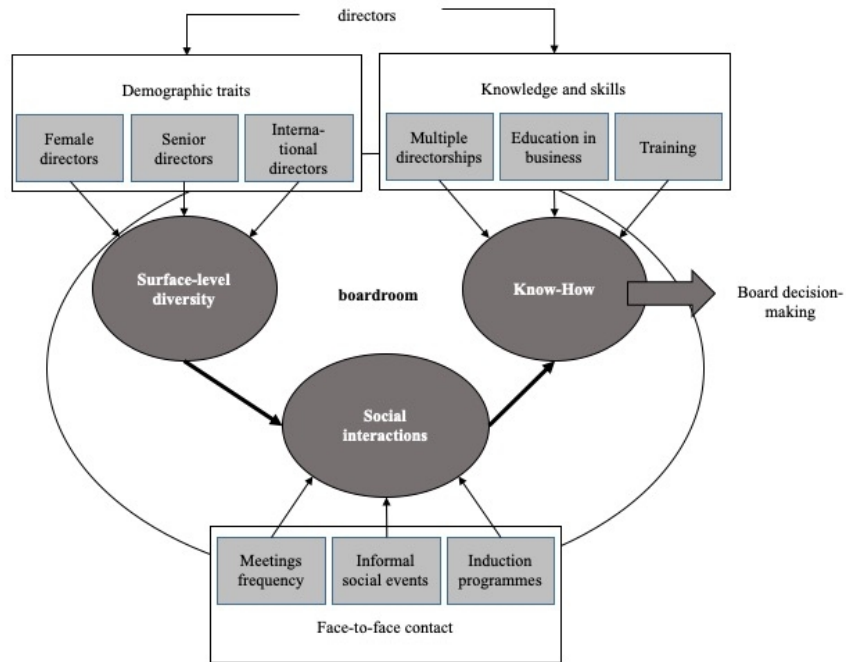 directors
Demographic traits
Female
directors
Senior
directors
Interna-
tional
directors
Knowledge and skills
Multiple
directorships
Education in
business
Training
Surface-level
diversity
boardroom
Know-How
Board decision-
making
Social
interactions
Meetings
frequency
Informal
social events
Induction
programmes
Face-to-face contact